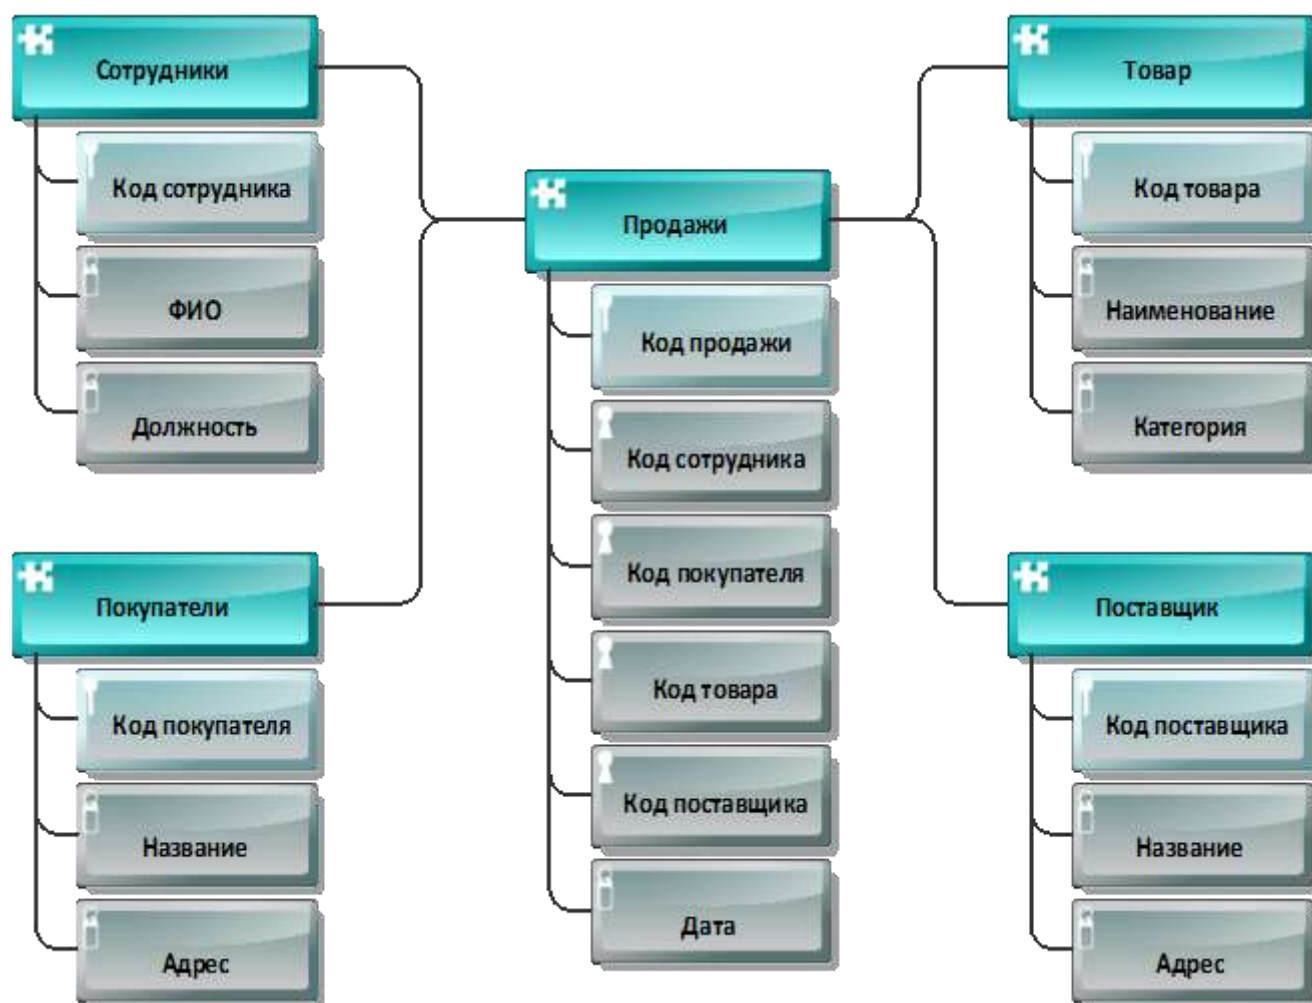 Сотрудники
Код сотрудника
ФИО
Должность
Покупатели
Код покупателя
Название
Адрес
Продажи
Код продажи
Код сотрудника
Код покупателя
Код товара
Код поставщика
Дата
Товар
Код товара
Наименование
Категория
Поставщик
Код поставщика
Название
Адрес